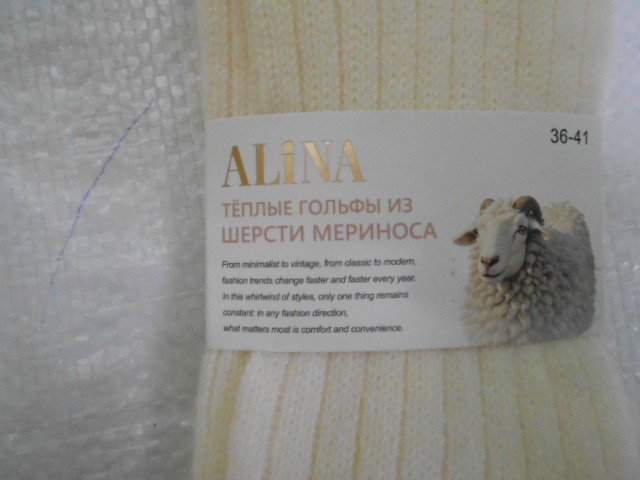 ALiNA
36-41
ТЁПЛЫЕ ГОЛЬФЫ ИЗ
ШЕРСТИ МЕРИНОСА
From minimalist to vintage, from classic to modern,
fashion trends change faster and faster every year.
In this whirlwind of styles, only one thing remains
constant: in any fashion direction,
what matters most is comfort and convenience.